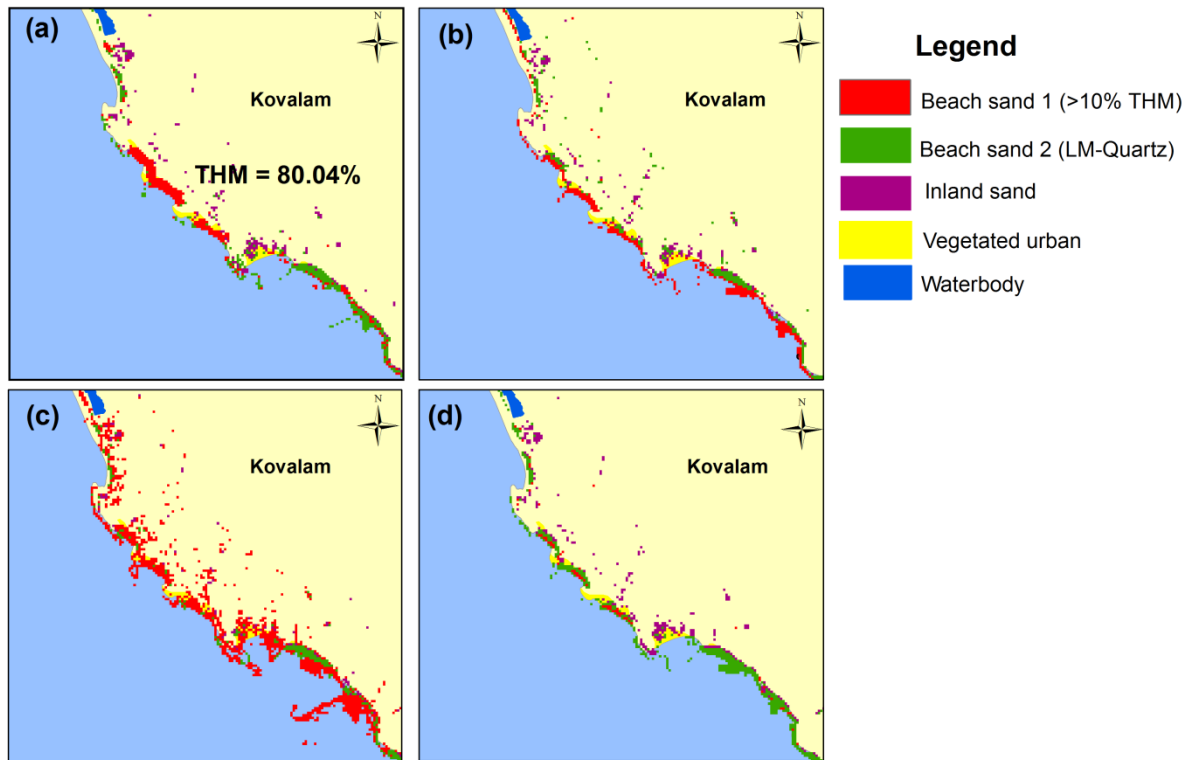 (a)
N
Kovalam
THM = 80.04%
(b)
N
Kovalam
(c)
N
Kovalam
(d)
N
Kovalam
Legend
Beach sand 1 (>10% THM)
Beach sand 2 (LM-Quartz)
Inland sand
Vegetated urban
Waterbody